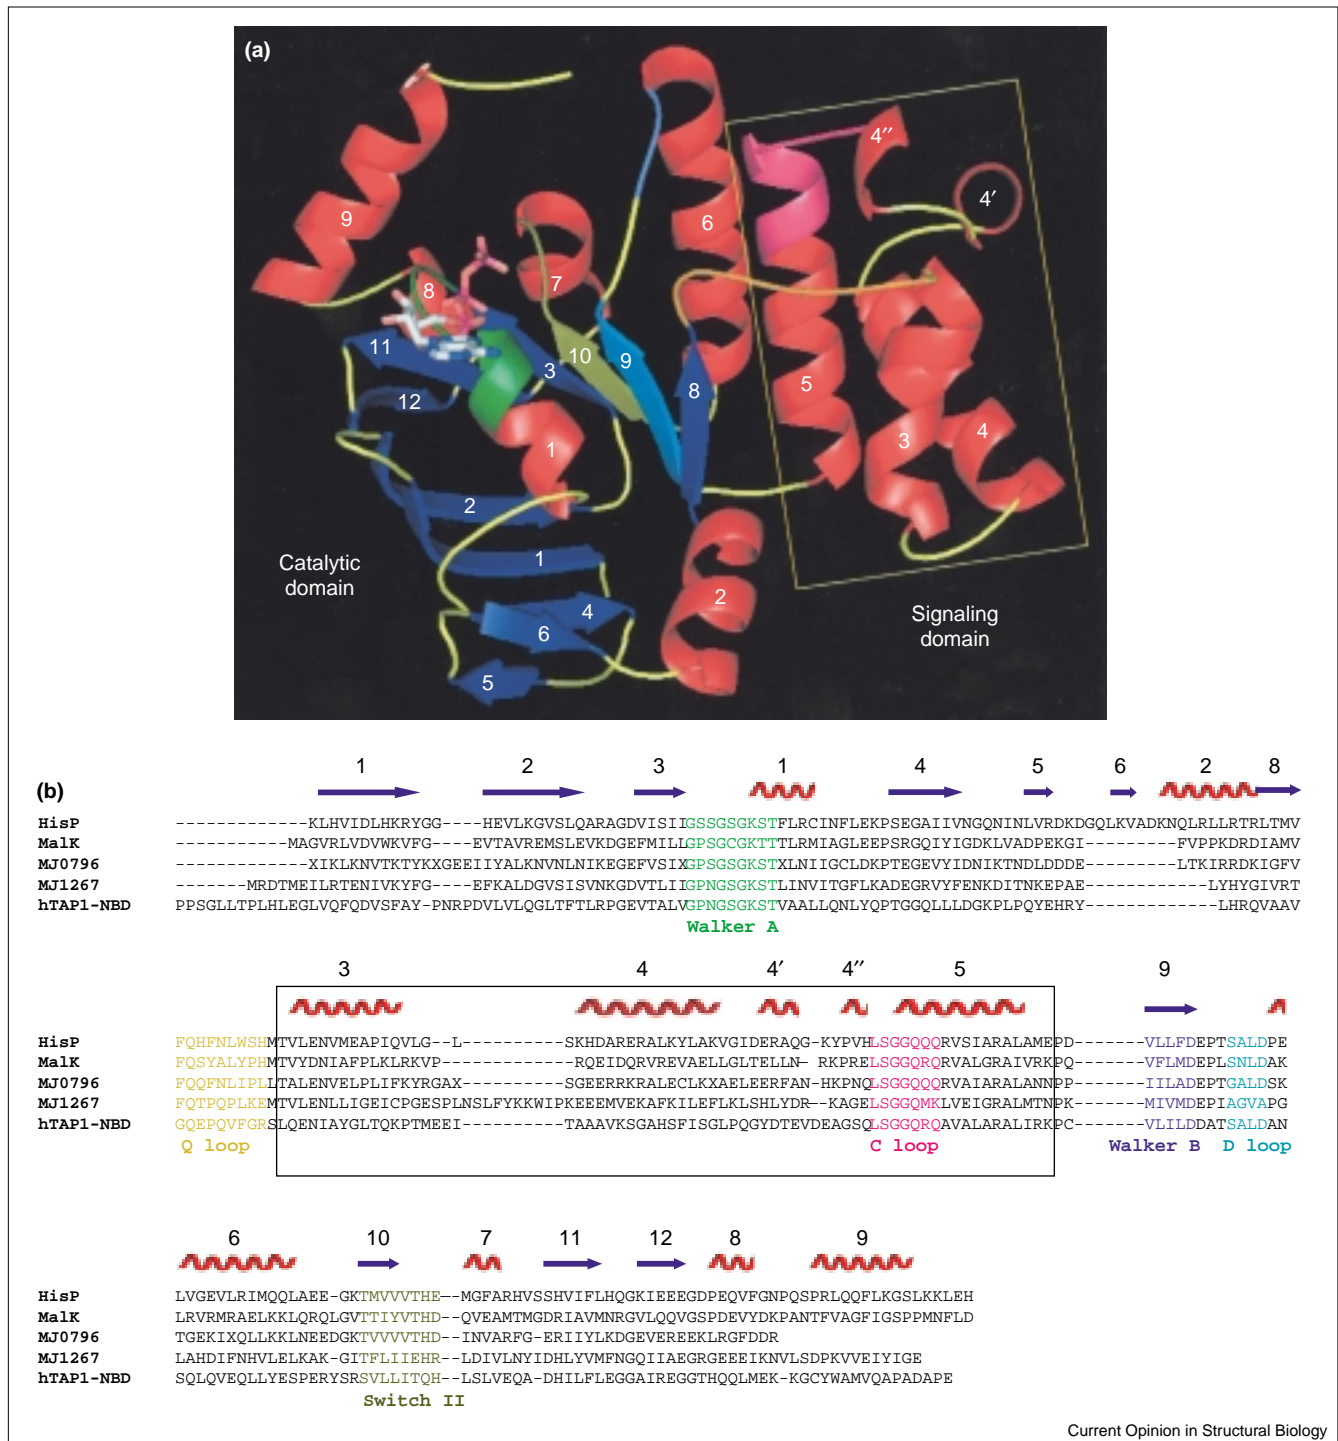 (a)
4″
4′
9
6
7
8
11
10
9
3
8
5
12
3
4
1
2
1
Catalytic
domain
2
4
6
5
Signaling
domain
1 2 3 1 4 5 6 2 8
(b)
HisP ------------KLHVIDLHKRYGG----HEVLKGVSLQARAGDVISIIGSSGSGKSTFLRCINFLEKPSEGAIIVNGQNINLVRDKDGQLKVADKNQLRLLRTRLTMV
MalK ----------MAGVRLVDVWKVFG----EVTAVREMSLEVKDGEFMILLGPSGCGKTTTLRMIAGLEEPSRGQIYIGDKLVADPEKGI---------FVPPKDRDIAMV
MJ0796 ------------XIKLKNVTKTYKXGEEIIYALKNVNLNIKEGEFVSIXGPSGSGKSTXLNIIGCLDKPTEGEVYIDNIKTNDLDDDE---------LTKIRRDKIGFV
MJ1267 -------MRDTMEILRTENIVKYFG----EFKALDGVSISVNKGDVTLIIGPNGSGKSTLINVITGFLKADEGRVYFENKDITNKEPAE-----------LYHYGIVRT
hTAP1-NBD PPSGLLTPLHLEGLVQFQDVSFAY-PNRPDVLVLQGLTFTLRPGEVTALVGPNGSGKSTVAALLQNLYQPTGGQLLLDGKPLPQYEHRY------------LHRQVAAV
Walker A
3 4 4′ 4″ 5 9
HisP FQHFNLWSHMTVLENVMEAPIQVLG-L----------SKHDARERALKYLAKVGIDERAQG-KYPVHLSGGQQQRVSIARALAMEPD-------VLLFDEPTSALDPE
MalK FQSYALYPHMTVYDNIAFPLKLRKVP-----------RQEIDQRVREVAELLGLTELLN-RKPRELSGGQQQRVALGRAIVRKPQ-------VFLMDEPLSNLDAK
MJ0796 FQQFNLIPLLTALENVELPLIFKYRGAX---------SGEERRKRALECLKXAELEERFAN-HKPNQLSGGQQQRVAIARALANNPP------IILADEPTGALDSK
MJ1267 FQTPQPLKEMTVLENLLIGEICPGESPLNSLFYKKWIPKEEEMVEKAFKILEFLKLSHLYDR-KAGELSGGQMKLVEIGRALMTNPK------MIVMDEPIAGVAPG
hTAP1-NBD GQEPQVFGRSLQENIAYGLTQKPTMEEI---------TAAAVKSGAHSFISGLPQGYDTEVDEAGSQLSGGQRQAVALARALIRKPC-------VLILDDATSALDAN
Q loop C loop Walker B D loop
6 10 7 11 12 8 9
HisP LVGEVLRIMQQLAEE-GKTMVVVTHE--MGFARHVSSHVIFLHQGKIEEEGDPEQVFGNPQSPRLQQFLKGSLKKLEH
MalK LRVRMRAELKKLQRQLGVTTIYVTHD--QVEAMTMGDRIAVMNRGVLQQVGSPDEVYDKPANTFVAGFIGSPPMNFLD
MJ0796 TGEKIXQLLKKLNEEDGKTVVVVTHD--INVARFG-ERIIYLKDGEVEREEKLRGFDDR
MJ1267 LAHDIFNHVLELKAK-GITFLIIEHR--LDIVLNYIDHLYVMFNGQIIAEGRGEEEIKNVLSDPKVVEIYIGE
hTAP1-NBD SQLQVEQLLYESPERYSRSVLLITQH--LSLVEQA-DHILFLEGGAIREGGTHQQLMEK-KGCYWAMVQAPADAPE
Switch II
Current Opinion in Structural Biology